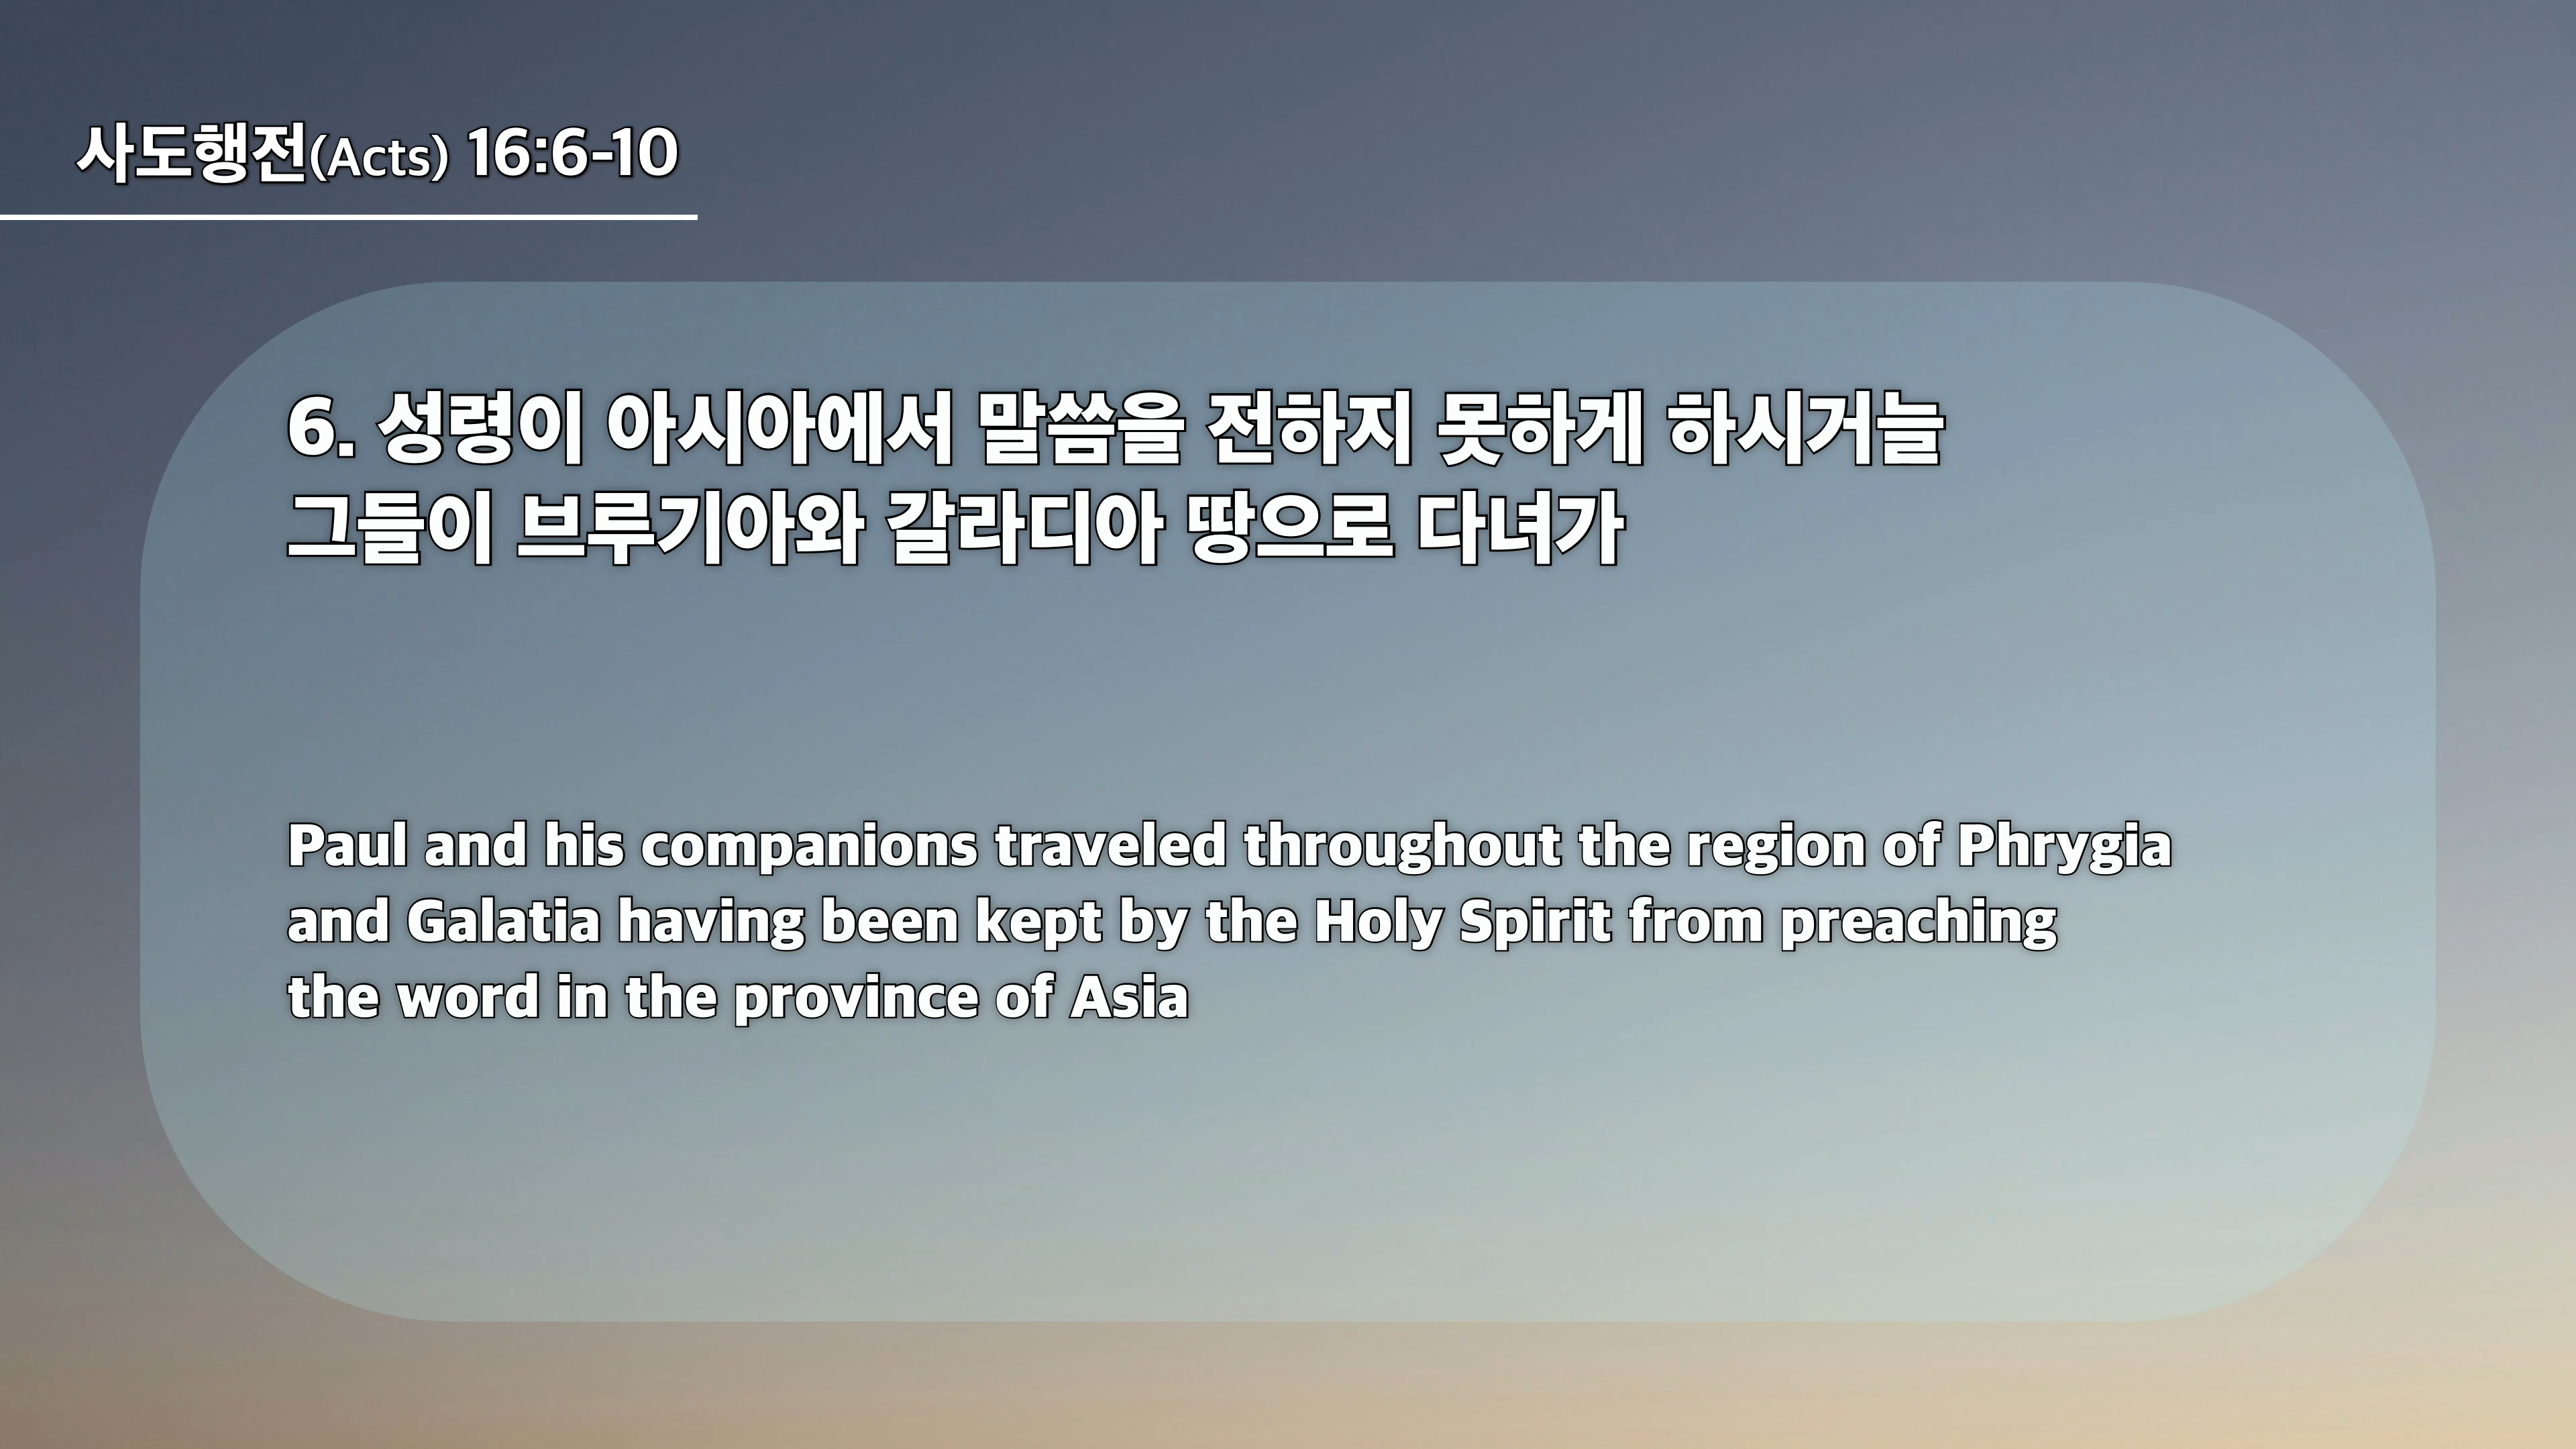 사도행전(Acts) 16:6-10
6. 성령이 아시아에서 말씀을 전하지 못하게 하시거늘
그들이 브루기아와 갈라디아 땅으로 다녀가
Paul and his companions traveled throughout the region of Phrygia
and Galatia having been kept by the Holy Spirit from preaching
the word in the province of Asia